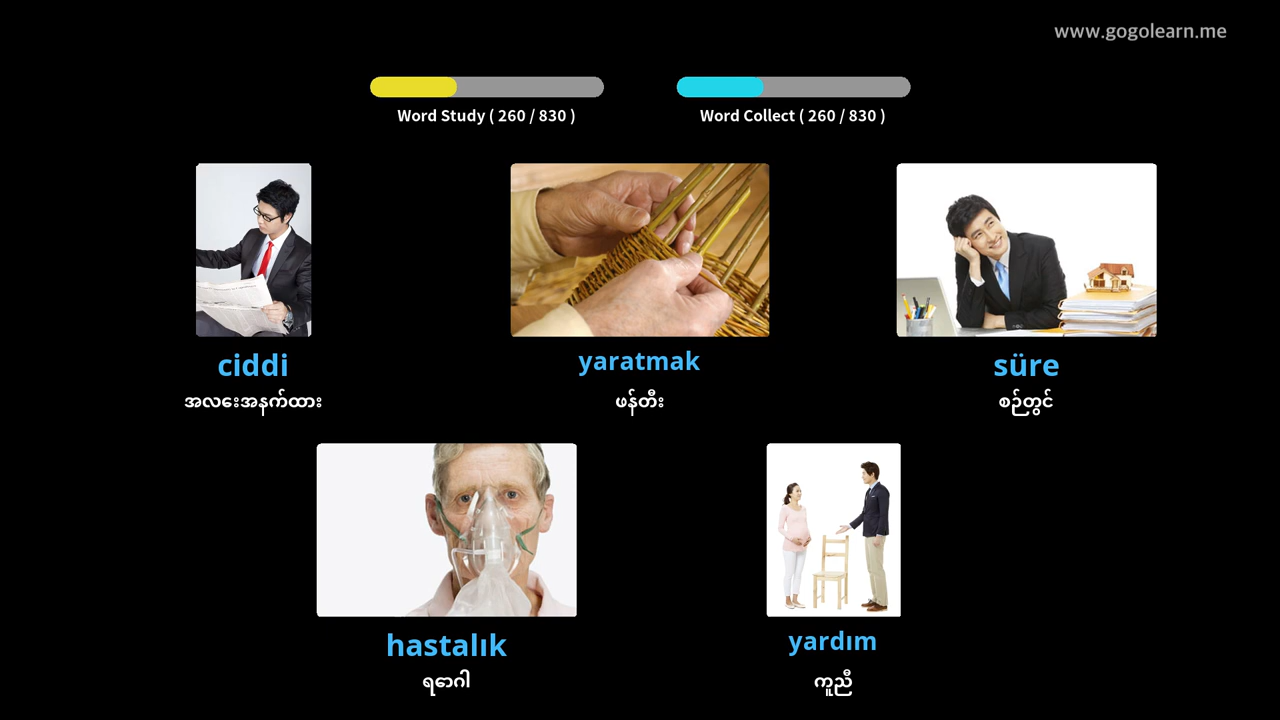 www.gogolearn.me
Word Study ( 260 / 830 )
Word Collect ( 260 / 830 )
ciddi
yaratmak
süre
အလေးအနက်ထား
ဖန်တီး
စဉ်တွင်
hastalık
yardım
ရောဂါ
ကူညီ